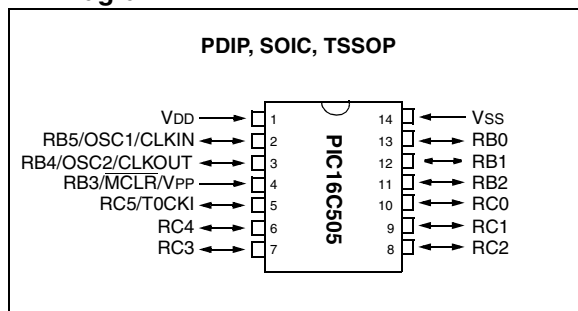 PDIP, SOIC, TSSOP
VDD 1 14 VSS
RB5/OSC1/CLKIN 2 13 RB0
RB4/OSC2/CLKOUT 3 12 RB1
RB3/MCLR/VPP 4 11 RB2
RC5/T0CKI 5 10 RC0
RC4 6 9 RC1
RC3 7 8 RC2
PIC16C505